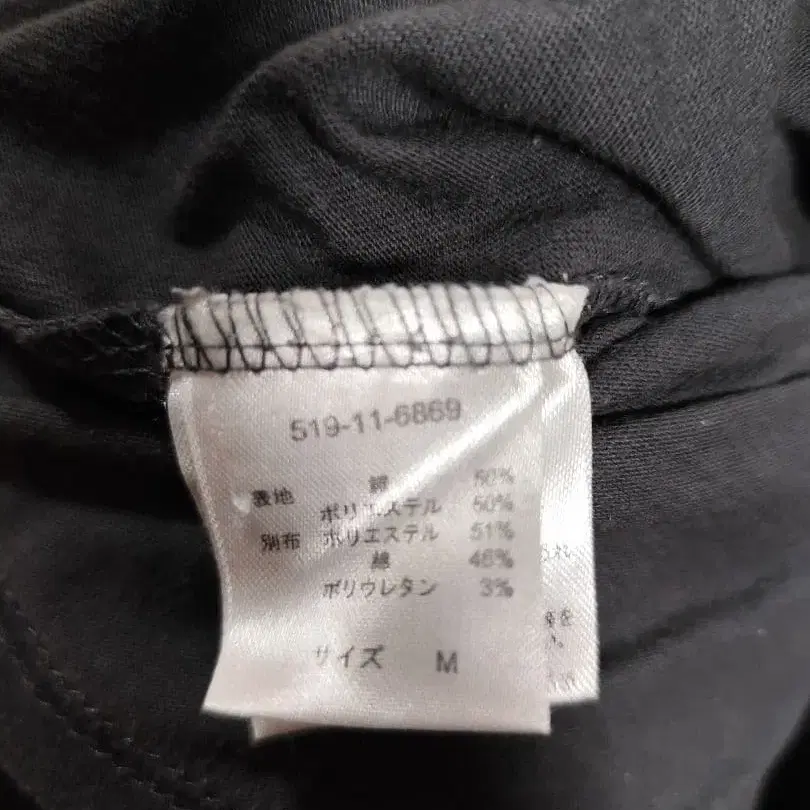 519-11-6869
表地 綿 50%
ポリエステル 50%
別布 ポリエステル 51%
綿 46%
ポリウレタン 3%
サイズ M